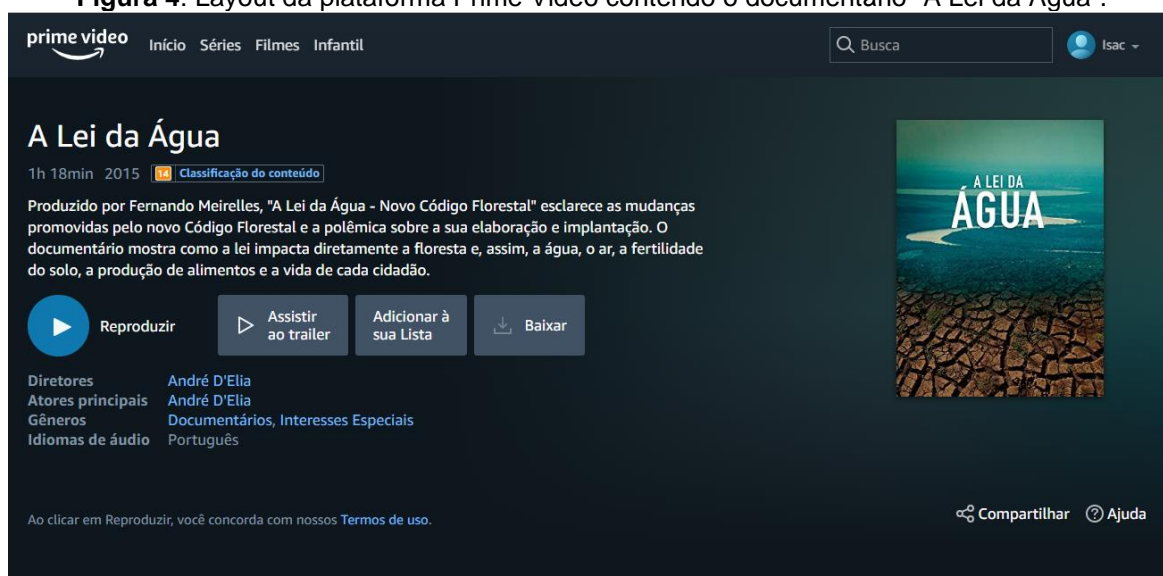 Figura 4. Layout da plataforma Prime Video contendo o documentário "A Lei da Água".
prime video
Início Séries Filmes Infantil
Busca
Isac
A Lei da Água
1h 18min 2015 14 Classificação do conteúdo
Produzido por Fernando Meirelles, "A Lei da Água - Novo Código Florestal" esclarece as mudanças
promovidas pelo novo Código Florestal e a polêmica sobre a sua elaboração e implantação. O
documentário mostra como a lei impacta diretamente a floresta e, assim, a água, o ar, a fertilidade
do solo, a produção de alimentos e a vida de cada cidadão.
Reproduzir
Assistir
ao trailer
Adicionar à
sua Lista
Baixar
Diretores André D'Elia
Atores principais André D'Elia
Gêneros Documentários, Interesses Especiais
Idiomas de áudio Português
A LEI DA
ÁGUA
Ao clicar em Reproduzir, você concorda com nossos Termos de uso.
Compartilhar
Ajuda